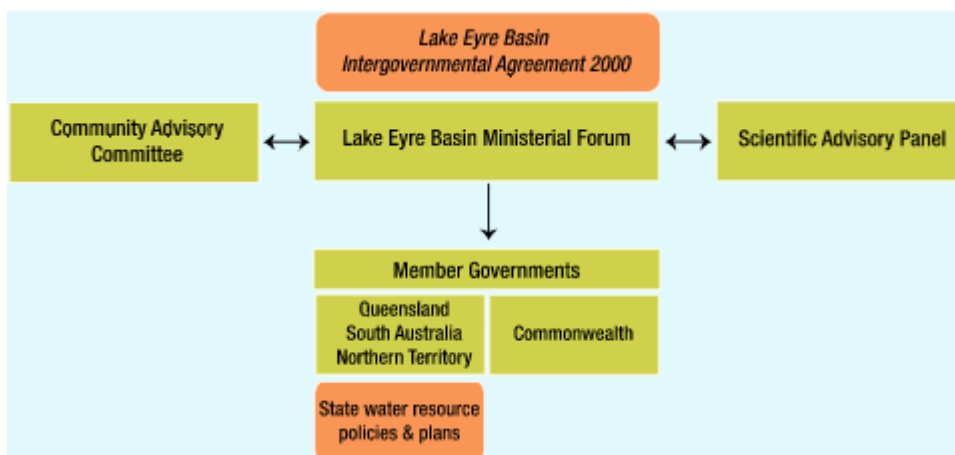 Lake Eyre Basin
Intergovernmental Agreement 2000
Community Advisory
Committee
Lake Eyre Basin Ministerial Forum
Scientific Advisory Panel
Member Governments
Queensland
South Australia
Northern Territory
Commonwealth
State water resource
policies & plans